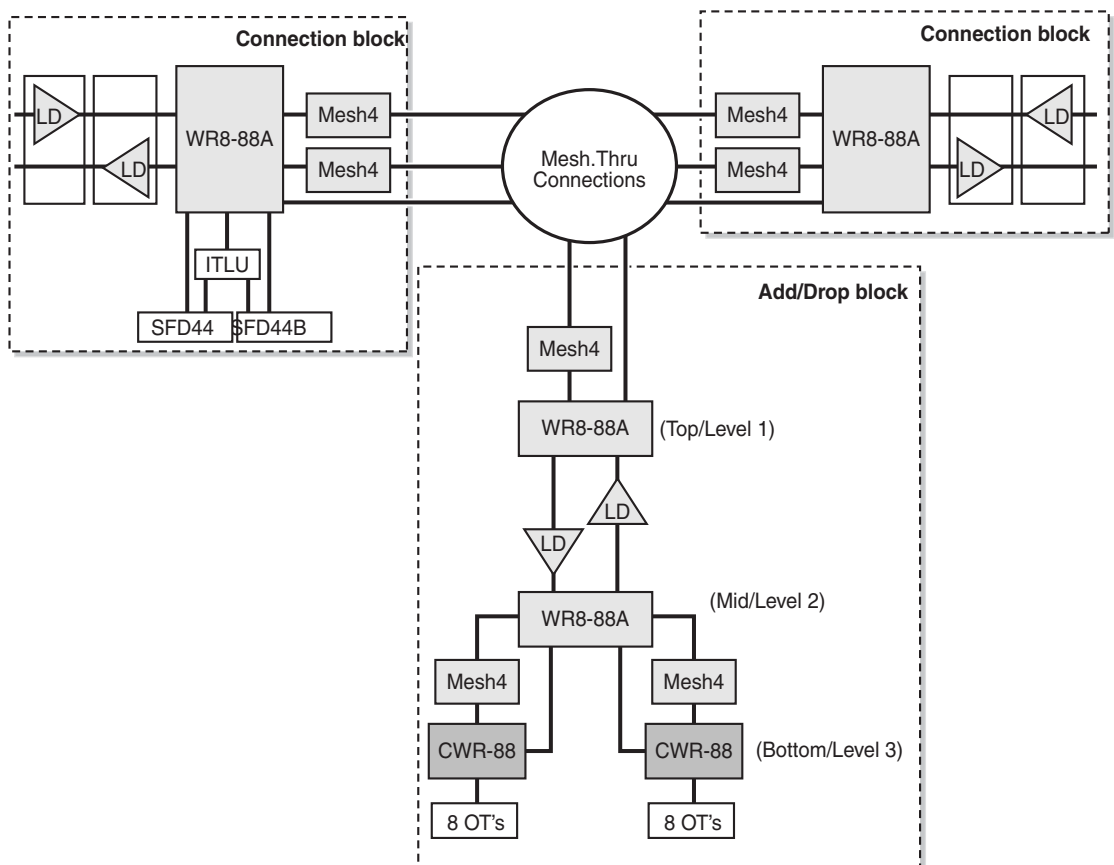 Connection block
LD
LD
WR8-88A
Mesh4
Mesh4
ITLU
SFD44
SFD44B
Mesh.Thru
Connections
Connection block
Mesh4
Mesh4
WR8-88A
LD
LD
Add/Drop block
Mesh4
WR8-88A
(Top/Level 1)
LD
LD
WR8-88A
(Mid/Level 2)
Mesh4
Mesh4
CWR-88
CWR-88
(Bottom/Level 3)
8 OT's
8 OT's